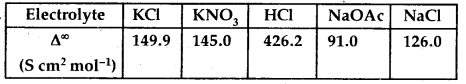 Electrolyte KCl KNO₃ HCl NaOAc NaCl
Λ∞ 149.9 145.0 426.2 91.0 126.0
(S cm² mol⁻¹)